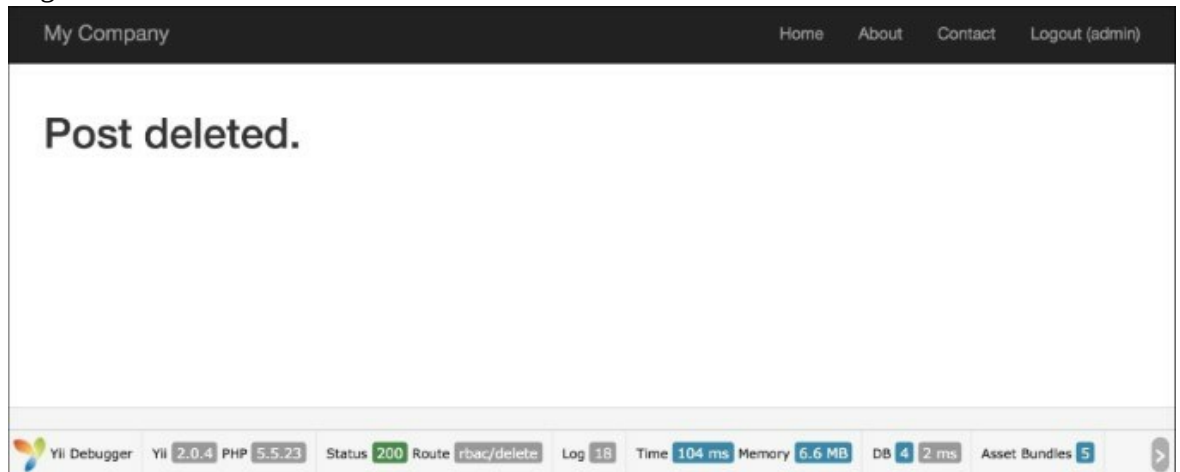 My Company Home About Contact Logout (admin)
Post deleted.
Yii Debugger Yii 2.0.4 PHP 5.5.23 Status 200 Route rbac/delete Log 18 Time 104 ms Memory 6.6 MB DB 4 2 ms Asset Bundles 5